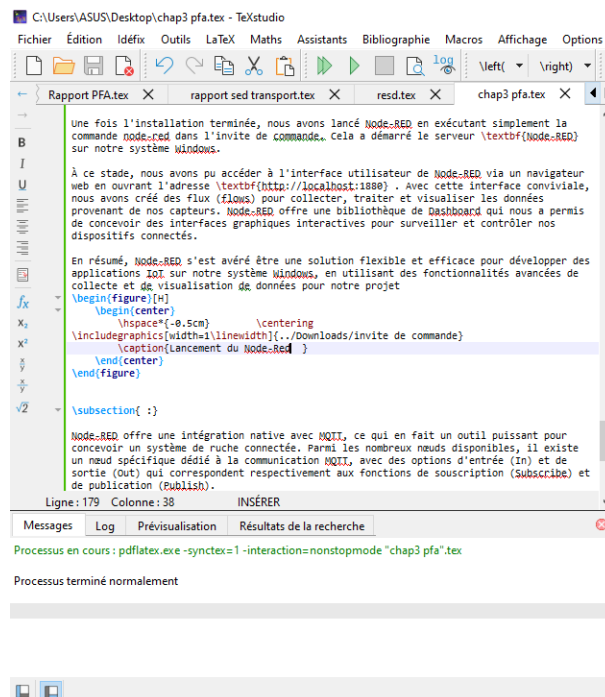 C:\Users\ASUS\Desktop\chap3 pfa.tex - TeXstudio
Fichier Édition Idéfix Outils LaTeX Maths Assistants Bibliographie Macros Affichage Options
log \left( \right)
Rapport PFA.tex rapport sed transport.tex resd.tex chap3 pfa.tex
Une fois l'installation terminée, nous avons lancé Node-RED en exécutant simplement la
commande node-red dans l'invite de commande. Cela a démarré le serveur \textbf{Node-RED}
sur notre système Windows.
À ce stade, nous avons pu accéder à l'interface utilisateur de Node-RED via un navigateur
web en ouvrant l'adresse \textbf{http://localhost:1880} . Avec cette interface conviviale,
nous avons créé des flux (flows) pour collecter, traiter et visualiser les données
provenant de nos capteurs. Node-RED offre une bibliothèque de Dashboard qui nous a permis
de concevoir des interfaces graphiques interactives pour surveiller et contrôler nos
dispositifs connectés.
En résumé, Node-RED s'est avéré être une solution flexible et efficace pour développer des
applications IoT sur notre système Windows, en utilisant des fonctionnalités avancées de
collecte et de visualisation de données pour notre projet
\begin{figure}[H]
\begin{center}
\hspace*{-0.5cm} \centering
\includegraphics[width=1\linewidth]{../Downloads/invite de commande}
\caption{Lancement du Node-Red }
\end{center}
\end{figure}
\subsection{ :}
Node-RED offre une intégration native avec MQTT, ce qui en fait un outil puissant pour
concevoir un système de ruche connectée. Parmi les nombreux nœuds disponibles, il existe
un nœud spécifique dédié à la communication MQTT, avec des options d'entrée (In) et de
sortie (Out) qui correspondent respectivement aux fonctions de souscription (Subscribe) et
de publication (Publish).
Ligne : 179 Colonne : 38 INSÉRER
Messages Log Prévisualisation Résultats de la recherche
Processus en cours : pdflatex.exe -synctex=1 -interaction=nonstopmode "chap3 pfa".tex
Processus terminé normalement